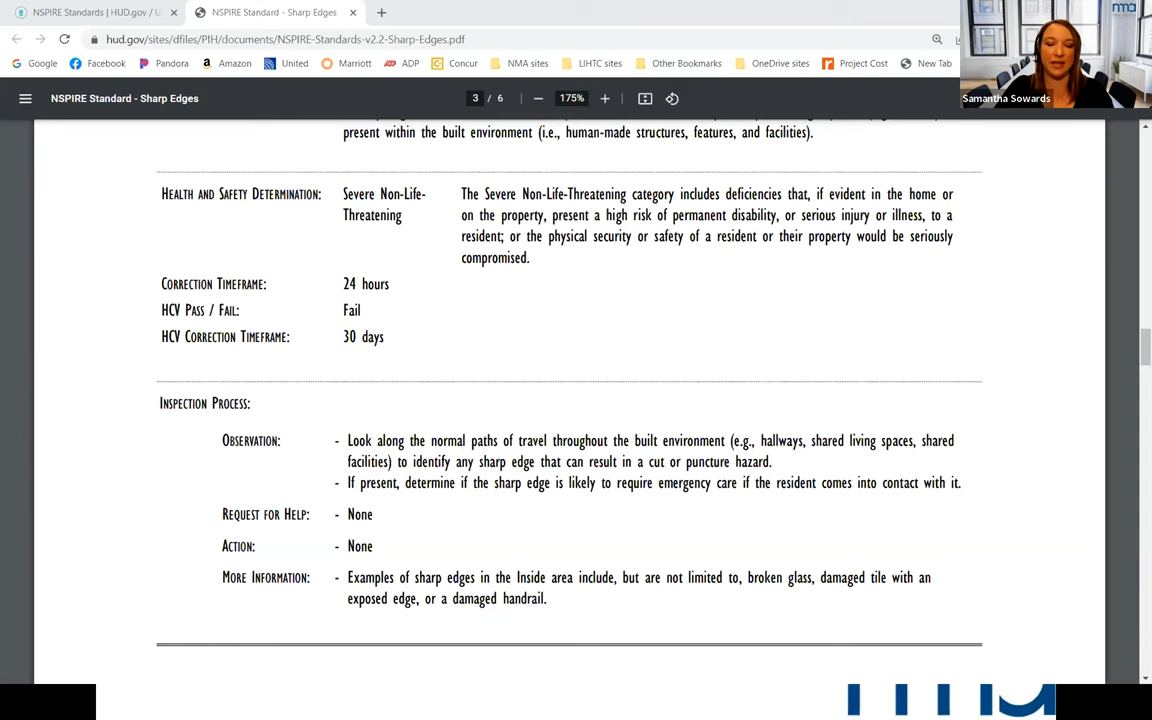 NSPIRE Standards | HUD.gov / U
NSPIRE Standard - Sharp Edges
hud.gov/sites/dfiles/PIH/documents/NSPIRE-Standards-v2.2-Sharp-Edges.pdf
Google Facebook Pandora Amazon United Marriott ADP Concur NMA sites LIHTC sites Other Bookmarks OneDrive sites Project Cost New Tab
nma
Samantha Sowards
NSPIRE Standard - Sharp Edges 3 / 6 175%
present within the built environment (i.e., human-made structures, features, and facilities).
HEALTH AND SAFETY DETERMINATION: Severe Non-Life- The Severe Non-Life-Threatening category includes deficiencies that, if evident in the home or
Threatening on the property, present a high risk of permanent disability, or serious injury or illness, to a
resident; or the physical security or safety of a resident or their property would be seriously
compromised.
CORRECTION TIMEFRAME: 24 hours
HCV PASS / FAIL: Fail
HCV CORRECTION TIMEFRAME: 30 days
INSPECTION PROCESS:
OBSERVATION: - Look along the normal paths of travel throughout the built environment (e.g., hallways, shared living spaces, shared
facilities) to identify any sharp edge that can result in a cut or puncture hazard.
- If present, determine if the sharp edge is likely to require emergency care if the resident comes into contact with it.
REQUEST FOR HELP: - None
ACTION: - None
MORE INFORMATION: - Examples of sharp edges in the Inside area include, but are not limited to, broken glass, damaged tile with an
exposed edge, or a damaged handrail.